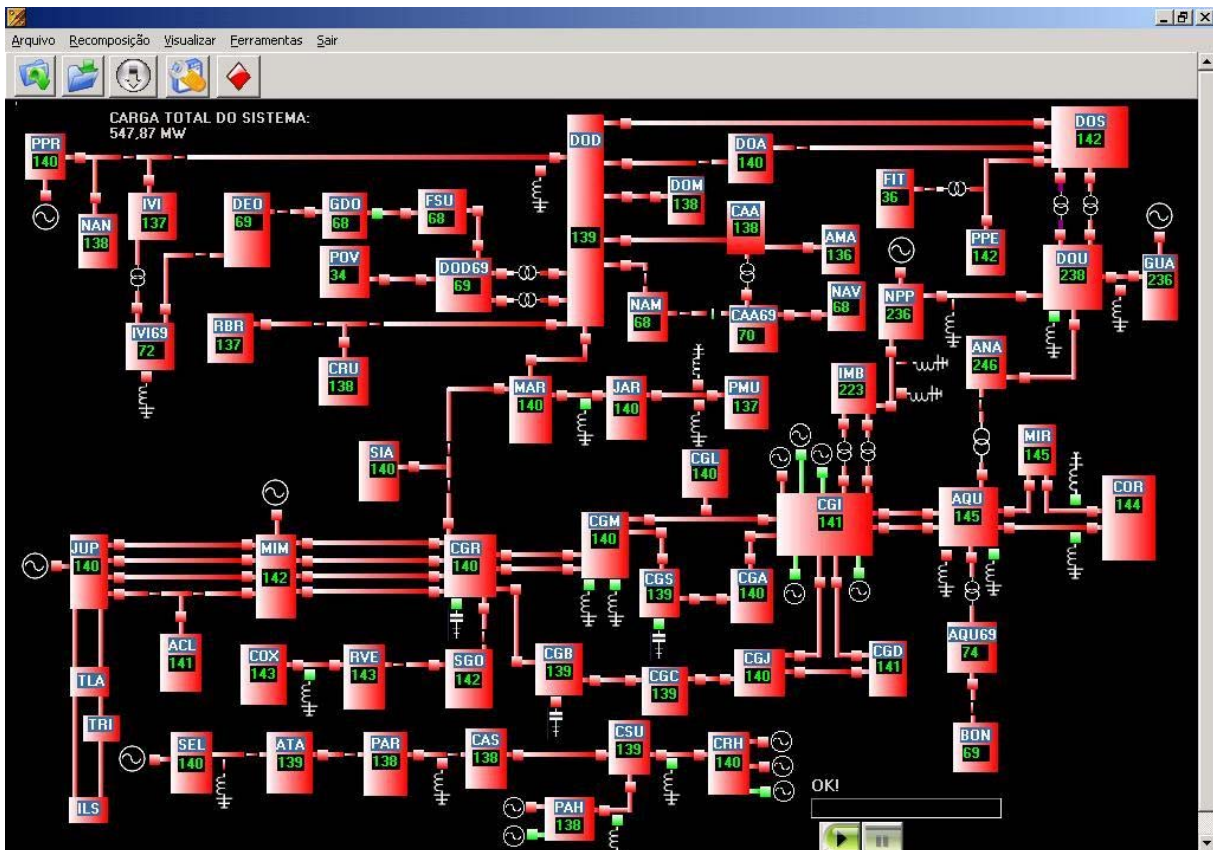 Arquivo Recomposição Visualizar Ferramentas Sair
CARGA TOTAL DO SISTEMA:
547,87 MW
PPR
140
NAN
138
IVI
137
DEO
69
GDO
68
FSU
68
POV
34
DOD69
69
IVI69
72
RBR
137
CRU
138
DOD
139
DOA
140
DOM
138
CAA
138
AMA
136
NAM
68
CAA69
70
NAV
68
DOS
142
FIT
36
PPE
142
DOU
238
GUA
236
NPP
236
ANA
246
IMB
223
MAR
140
JAR
140
PMU
137
SIA
140
CGL
140
MIR
145
COR
144
CGI
141
AQU
145
JUP
140
MIM
142
CGR
140
CGM
140
CGS
139
CGA
140
ACL
141
COX
143
RVE
143
SGO
142
CGB
139
CGC
139
CGJ
140
CGD
141
AQU69
74
TLA
TRI
ILS
SEL
140
ATA
139
PAR
138
CAS
138
CSU
139
CRH
140
PAH
138
BON
69
OK!